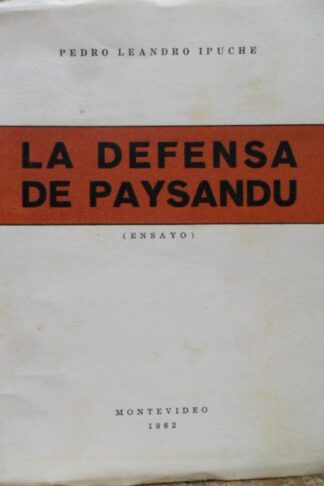 PEDRO LEANDRO IPUCHE
LA DEFENSA
DE PAYSANDU
(ENSAYO)
MONTEVIDEO
1962